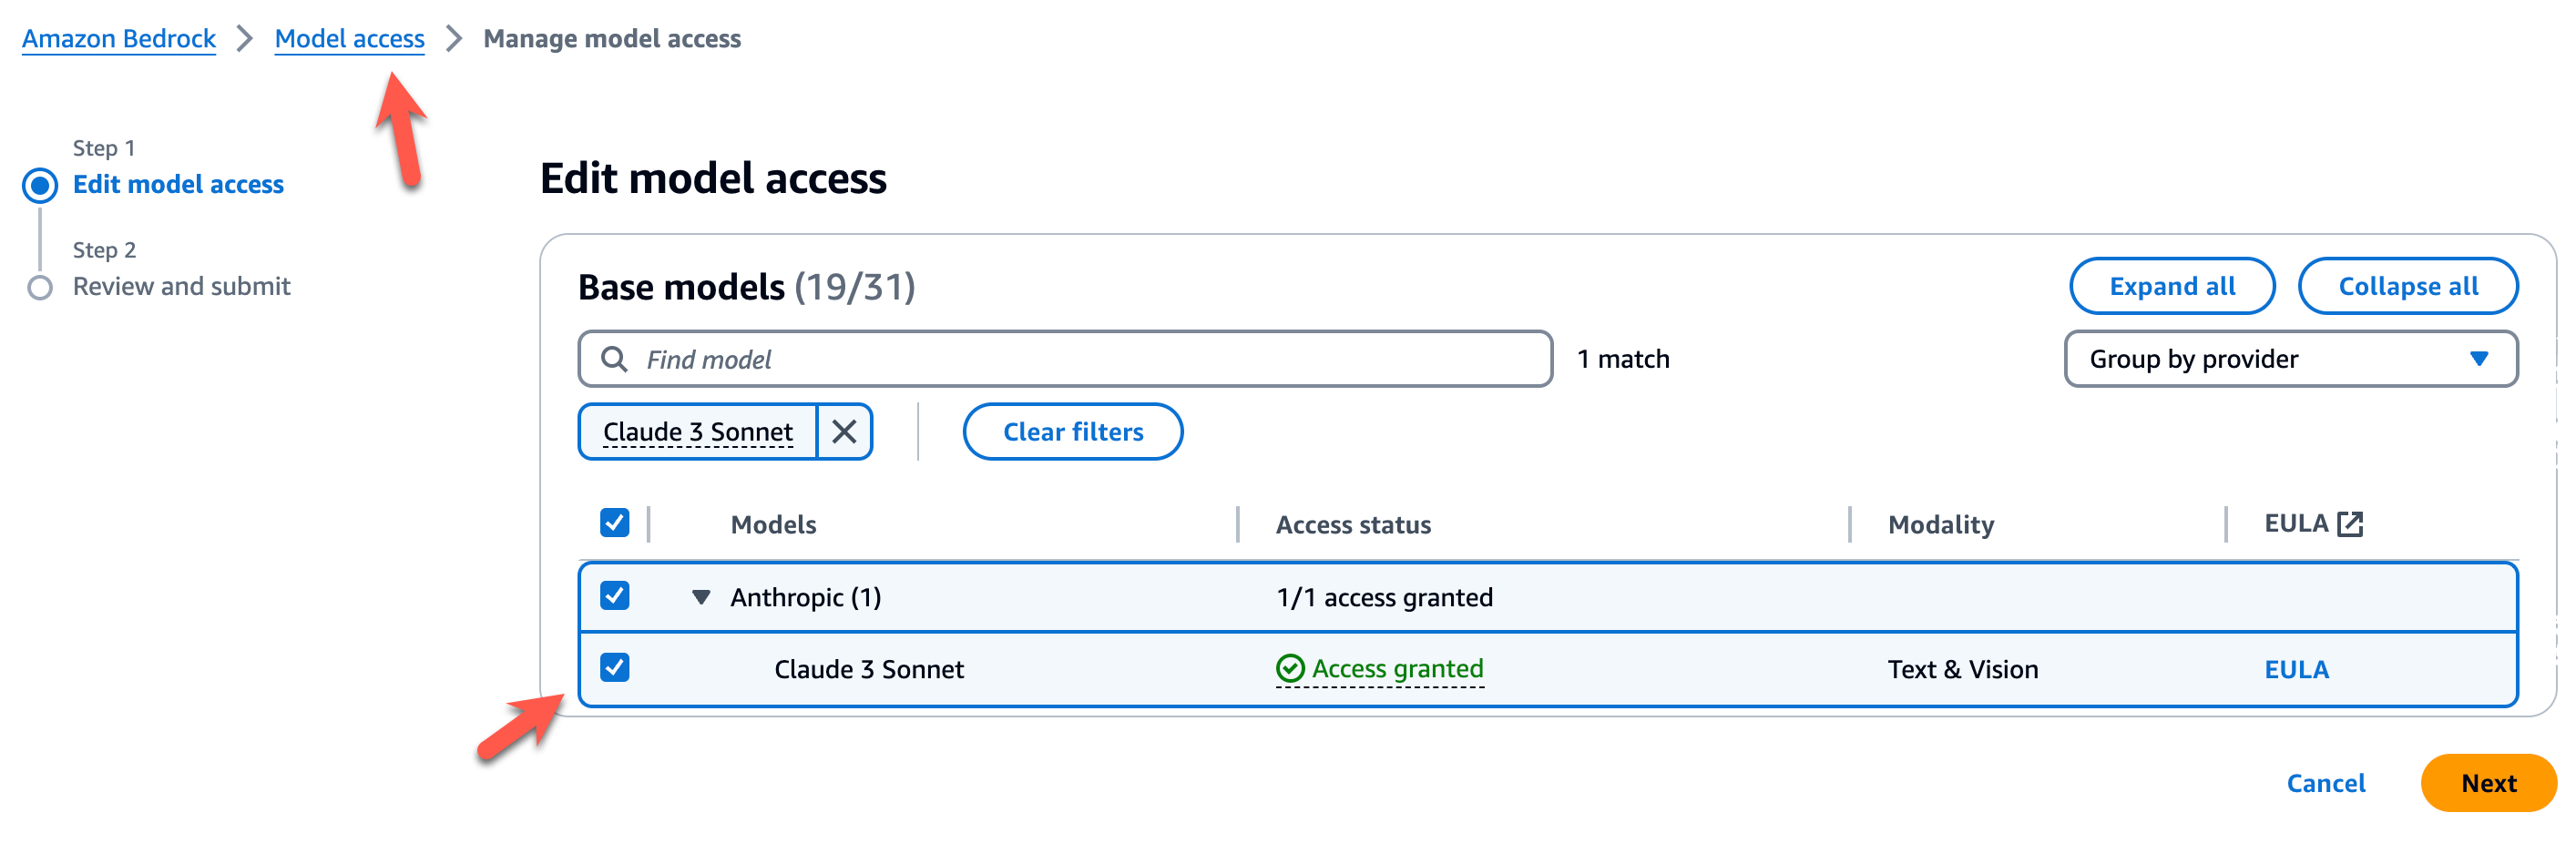 Amazon Bedrock > Model access > Manage model access
Step 1
Edit model access
Step 2
Review and submit
Edit model access
Base models (19/31)
Expand all
Collapse all
Find model
1 match
Group by provider
Claude 3 Sonnet
Clear filters
Models Access status Modality EULA
Anthropic (1) 1/1 access granted
Claude 3 Sonnet Access granted Text & Vision EULA
Cancel
Next